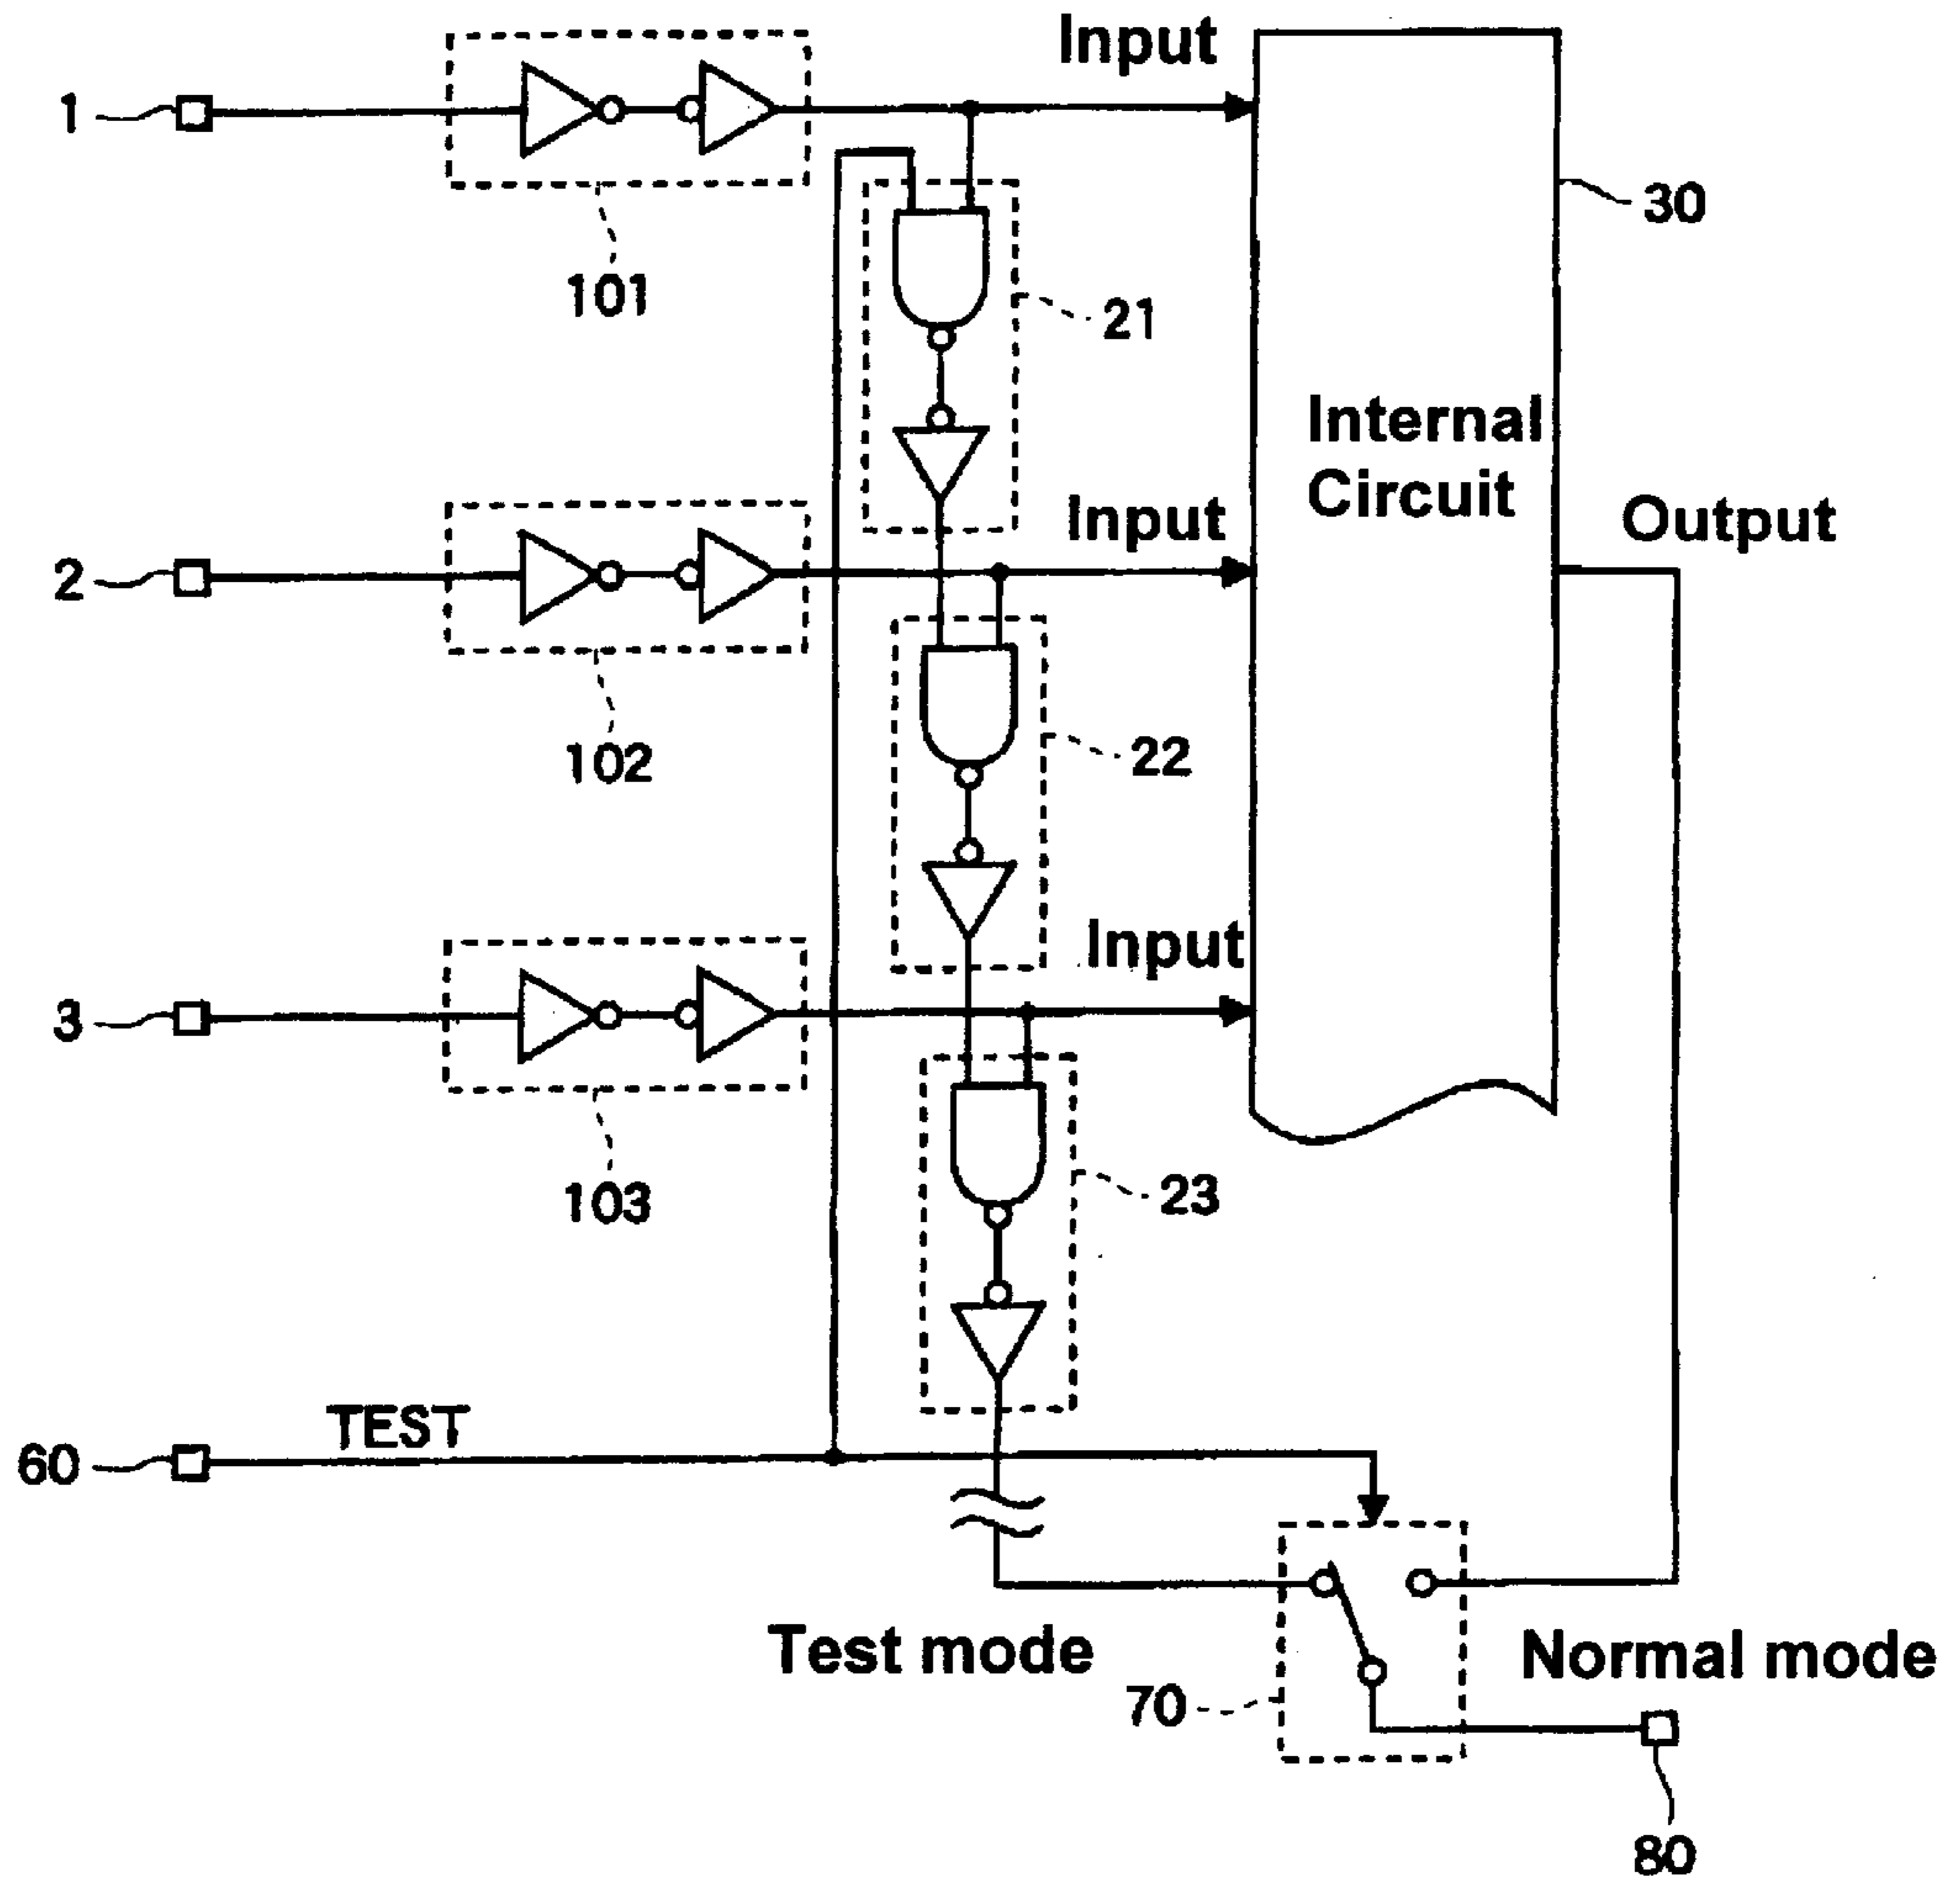 Input
1
30
101
21
Internal
Circuit
Input
Output
2
102
22
Input
3
103
23
TEST
60
Test mode
Normal mode
70
80